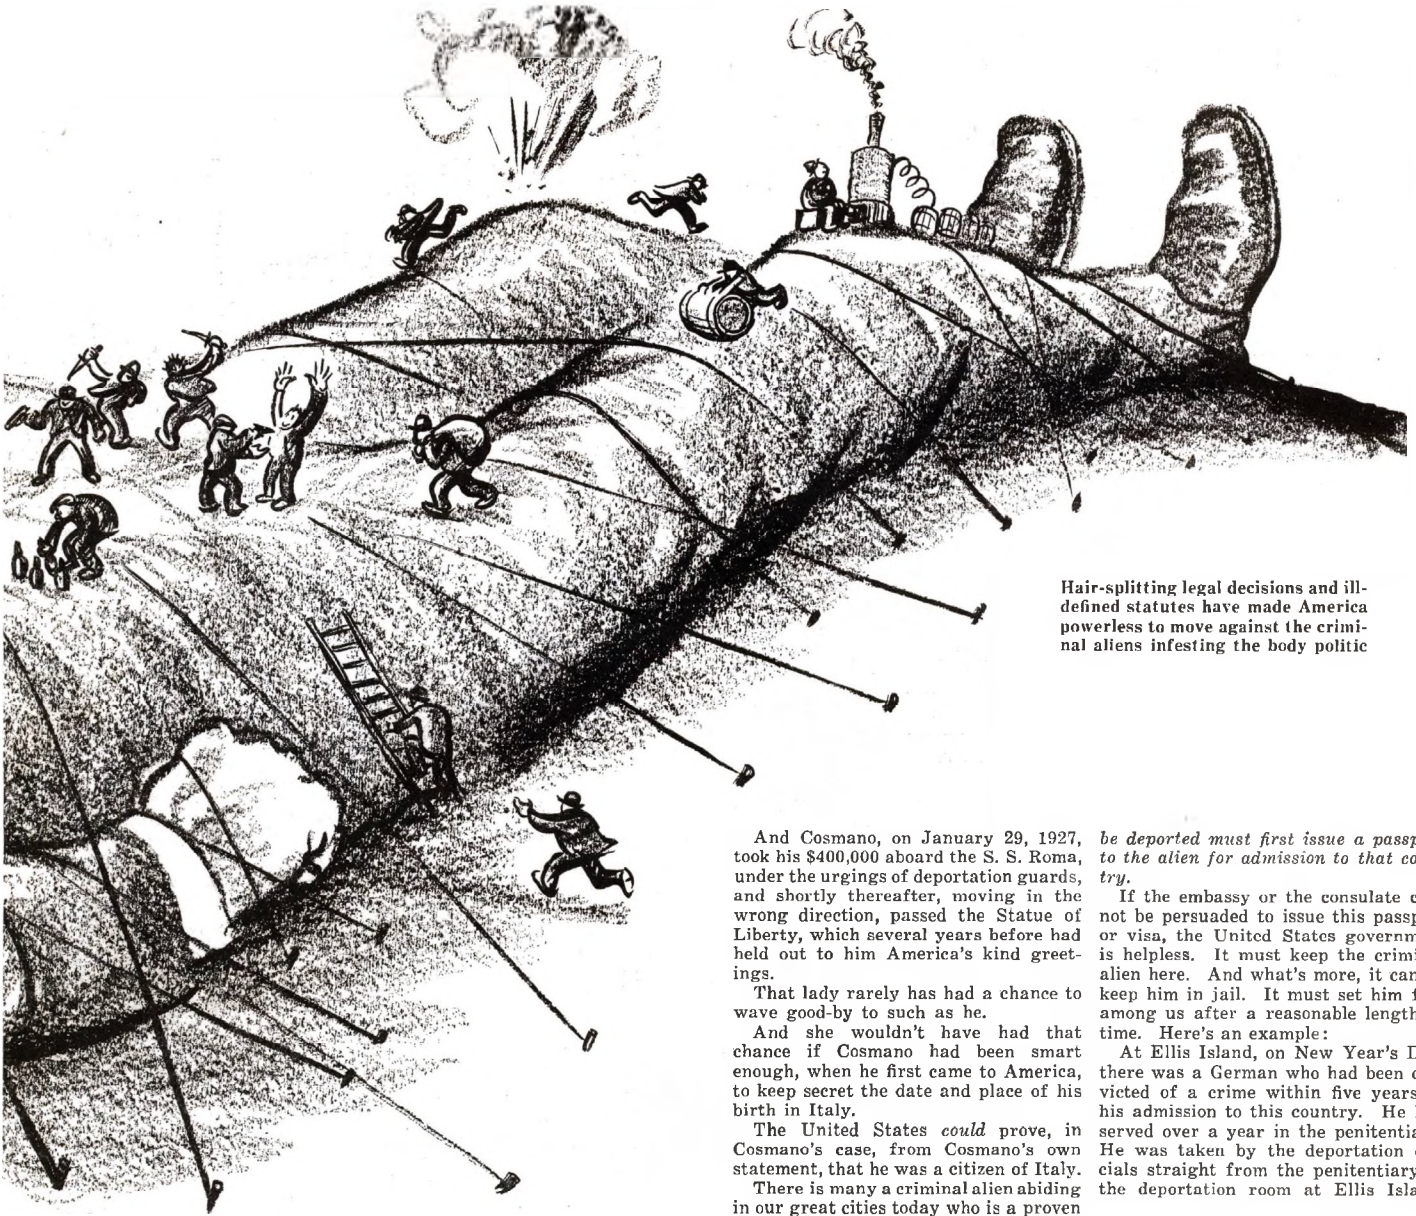 Hair-splitting legal decisions and ill-
defined statutes have made America
powerless to move against the crimi-
nal aliens infesting the body politic
And Cosmano, on January 29, 1927,
took his $400,000 aboard the S. S. Roma,
under the urgings of deportation guards,
and shortly thereafter, moving in the
wrong direction, passed the Statue of
Liberty, which several years before had
held out to him America's kind greet-
ings.
That lady rarely has had a chance to
wave good-by to such as he.
And she wouldn't have had that
chance if Cosmano had been smart
enough, when he first came to America,
to keep secret the date and place of his
birth in Italy.
The United States could prove, in
Cosmano's case, from Cosmano's own
statement, that he was a citizen of Italy.
There is many a criminal alien abiding
in our great cities today who is a proven
be deported must first issue a
to the alien for admission to that
try.
If the embassy or the consulate
not be persuaded to issue this
or visa, the United States
is helpless. It must keep the
alien here. And what's more, it
keep him in jail. It must set him
among us after a reasonable length
time. Here's an example:
At Ellis Island, on New Year's
there was a German who had been
victed of a crime within five years
his admission to this country. He
served over a year in the
He was taken by the deportation
cials straight from the penitentiary
the deportation room at Ellis